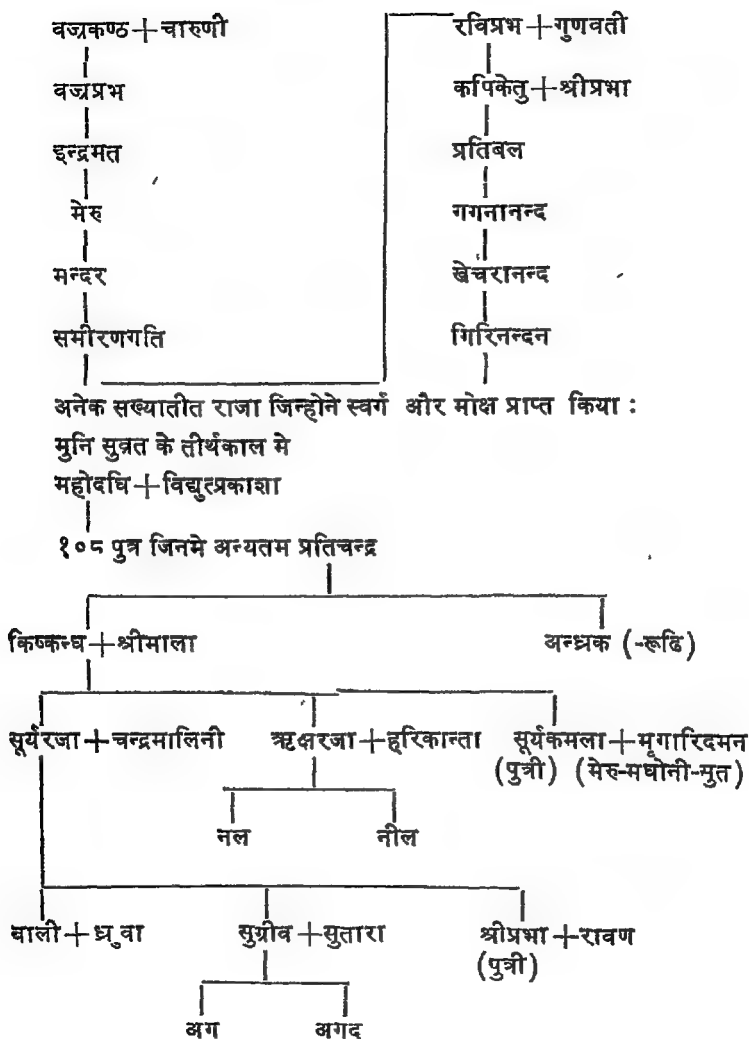 वज्रकण्ठ+चारुणी
वज्रप्रभ
इन्द्रमत
मेरु
मन्दर
समीरणगति
रविप्रभ+गुणवती
कपिकेतु+श्रीप्रभा
प्रतिबल
गगनानन्द
खेचरानन्द
गिरिनन्दन
अनेक सख्यातीत राजा जिन्होने स्वर्ग और मोक्ष प्राप्त किया :
मुनि सुव्रत के तीर्थकाल मे
महोदधि+विद्युत्प्रकाशा
१०८ पुत्र जिनमे अन्यतम प्रतिचन्द्र
किष्कन्ध+श्रीमाला अन्ध्रक (-रूढि)
सूर्यरजा+चन्द्रमालिनी ऋक्षरजा+हरिकान्ता सूर्यकमला+मृगारिदमन
(पुत्री) (मेरु-मघोनी-सुत)
नल नील
बाली+ध्रुवा सुग्रीव+सुतारा श्रीप्रभा+रावण
(पुत्री)
अग अगद